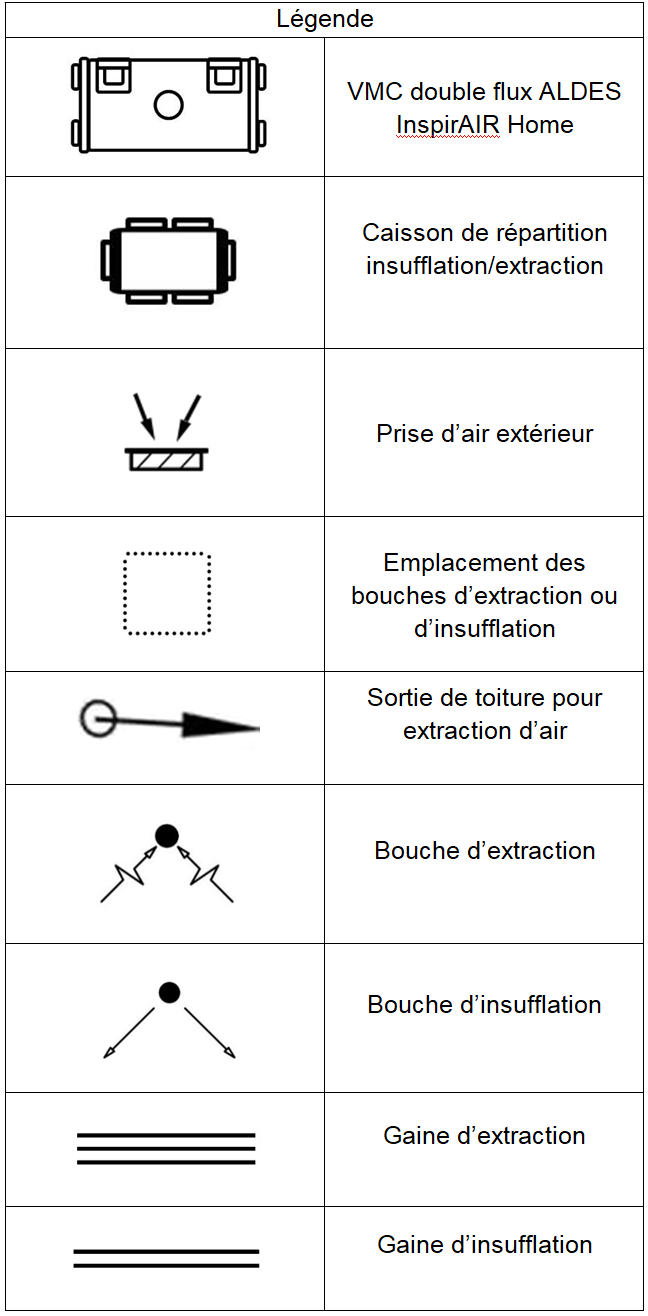 Légende
VMC double flux ALDES
InspirAIR Home
Caisson de répartition
insufflation/extraction
Prise d’air extérieur
Emplacement des
bouches d’extraction ou
d’insufflation
Sortie de toiture pour
extraction d’air
Bouche d’extraction
Bouche d’insufflation
Gaine d’extraction
Gaine d’insufflation